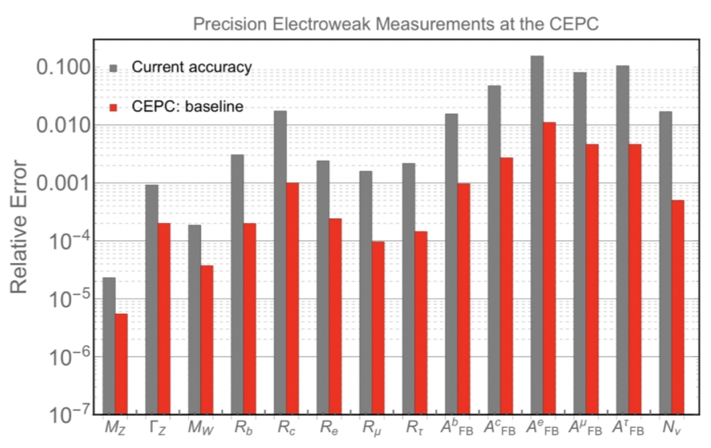 Precision Electroweak Measurements at the CEPC
Current accuracy
CEPC: baseline
Relative Error
0.100
0.010
0.001
10⁻⁴
10⁻⁵
10⁻⁶
10⁻⁷
M_Z Γ_Z M_W R_b R_c R_e R_μ R_τ A^b_FB A^c_FB A^e_FB A^μ_FB A^τ_FB N_ν